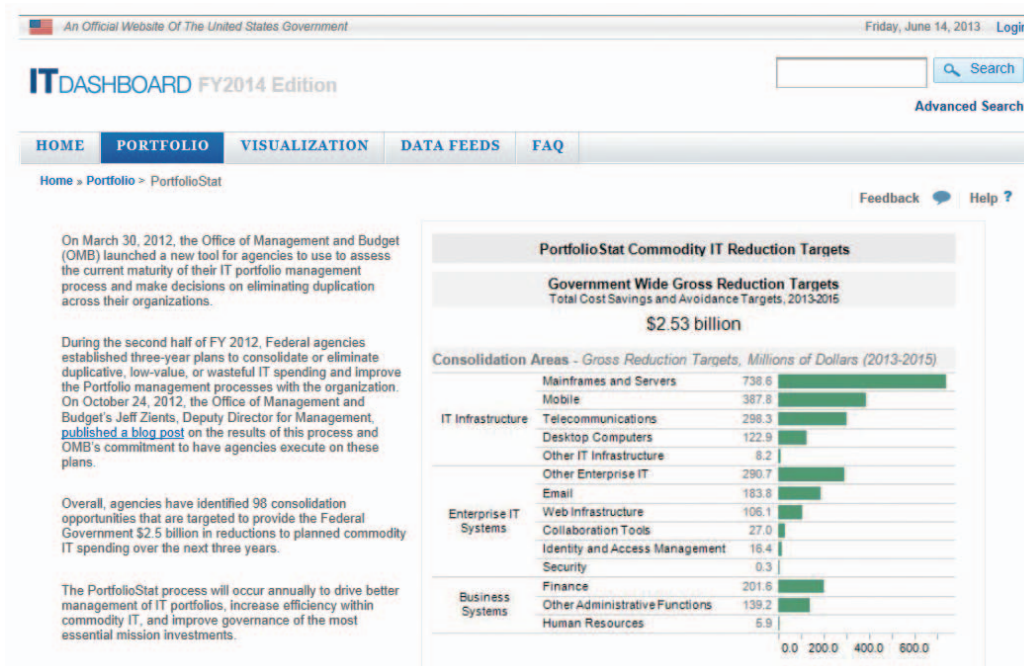 An Official Website Of The United States Government
Friday, June 14, 2013 Login
ITDASHBOARD FY2014 Edition
Search
Advanced Search
HOME PORTFOLIO VISUALIZATION DATA FEEDS FAQ
Home » Portfolio > PortfolioStat
Feedback Help ?
On March 30, 2012, the Office of Management and Budget
(OMB) launched a new tool for agencies to use to assess
the current maturity of their IT portfolio management
process and make decisions on eliminating duplication
across their organizations.
During the second half of FY 2012, Federal agencies
established three-year plans to consolidate or eliminate
duplicative, low-value, or wasteful IT spending and improve
the Portfolio management processes with the organization.
On October 24, 2012, the Office of Management and
Budget's Jeff Zients, Deputy Director for Management,
published a blog post on the results of this process and
OMB's commitment to have agencies execute on these
plans.
Overall, agencies have identified 98 consolidation
opportunities that are targeted to provide the Federal
Government $2.5 billion in reductions to planned commodity
IT spending over the next three years.
The PortfolioStat process will occur annually to drive better
management of IT portfolios, increase efficiency within
commodity IT, and improve governance of the most
essential mission investments.
PortfolioStat Commodity IT Reduction Targets
Government Wide Gross Reduction Targets
Total Cost Savings and Avoidance Targets, 2013-2015
$2.53 billion
Consolidation Areas - Gross Reduction Targets, Millions of Dollars (2013-2015)
IT Infrastructure
Mainframes and Servers 738.6
Mobile 387.8
Telecommunications 298.3
Desktop Computers 122.9
Other IT Infrastructure 8.2
Enterprise IT
Systems
Other Enterprise IT 290.7
Email 183.8
Web Infrastructure 106.1
Collaboration Tools 27.0
Identity and Access Management 16.4
Security 0.3
Business
Systems
Finance 201.6
Other Administrative Functions 139.2
Human Resources 5.9
0.0 200.0 400.0 600.0